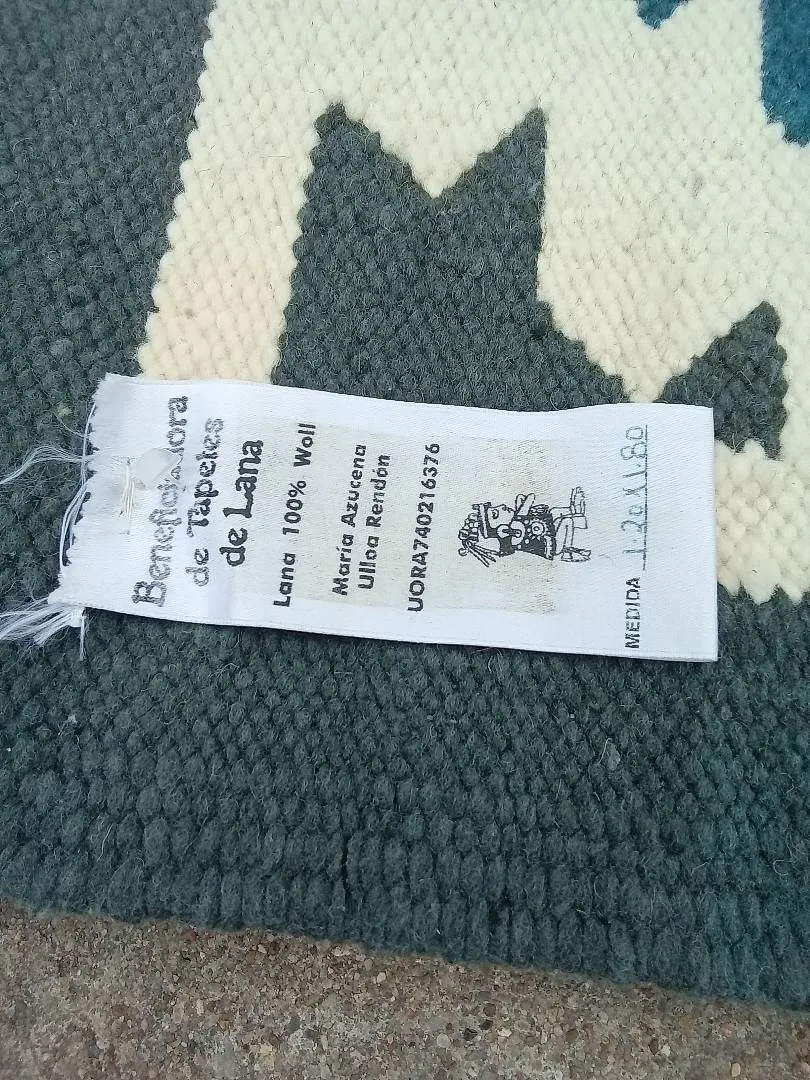 Beneficiadora
de Tapetes
de Lana
Lana 100% Woll
María Azucena
Ulloa Rendón
UORA740216376
MEDIDA 1.20X1.80